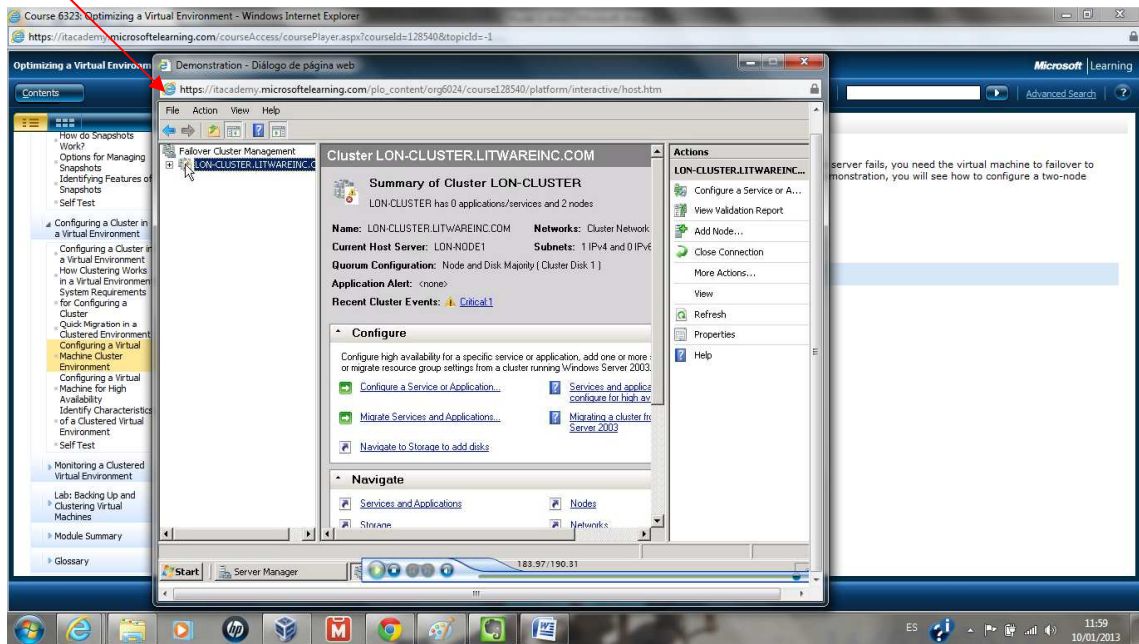 Course 6323: Optimizing a Virtual Environment - Windows Internet Explorer
https://itacademy.microsoftelearning.com/courseAccess/coursePlayer.aspx?courseId=128540&topicId=-1
Optimizing a Virtual Environm
Microsoft | Learning
Contents
Advanced Search
?
How do Snapshots
Work?
Options for Managing
Snapshots
Identifying Features of
Snapshots
Self Test
Configuring a Cluster in
a Virtual Environment
Configuring a Cluster in
a Virtual Environment
How Clustering Works
in a Virtual Environment
System Requirements
for Configuring a
Cluster
Quick Migration in a
Clustered Environment
Configuring a Virtual
Machine Cluster
Environment
Configuring a Virtual
Machine for High
Availability
Identify Characteristics
of a Clustered Virtual
Environment
Self Test
Monitoring a Clustered
Virtual Environment
Lab: Backing Up and
Clustering Virtual
Machines
Module Summary
Glossary
Demonstration - Diálogo de página web
https://itacademy.microsoftelearning.com/plo_content/org6024/course128540/platform/interactive/host.htm
File Action View Help
Failover Cluster Management
LON-CLUSTER.LITWAREINC.C
Cluster LON-CLUSTER.LITWAREINC.COM
Summary of Cluster LON-CLUSTER
LON-CLUSTER has 0 applications/services and 2 nodes
Name: LON-CLUSTER.LITWAREINC.COM Networks: Cluster Network
Current Host Server: LON-NODE1 Subnets: 1 IPv4 and 0 IPv6
Quorum Configuration: Node and Disk Majority ( Cluster Disk 1 )
Application Alert: <none>
Recent Cluster Events: Critical:1
Configure
Configure high availability for a specific service or application, add one or more
or migrate resource group settings from a cluster running Windows Server 2003.
Configure a Service or Application... Services and applica
configure for high av
Migrate Services and Applications... Migrating a cluster fro
Server 2003
Navigate to Storage to add disks
Navigate
Services and Applications Nodes
Storage Networks
Actions
LON-CLUSTER.LITWAREINC...
Configure a Service or A...
View Validation Report
Add Node...
Close Connection
More Actions...
View
Refresh
Properties
Help
server fails, you need the virtual machine to failover to
monstration, you will see how to configure a two-node
Start Server Manager
183.97/190.31
ES
11:59
10/01/2013